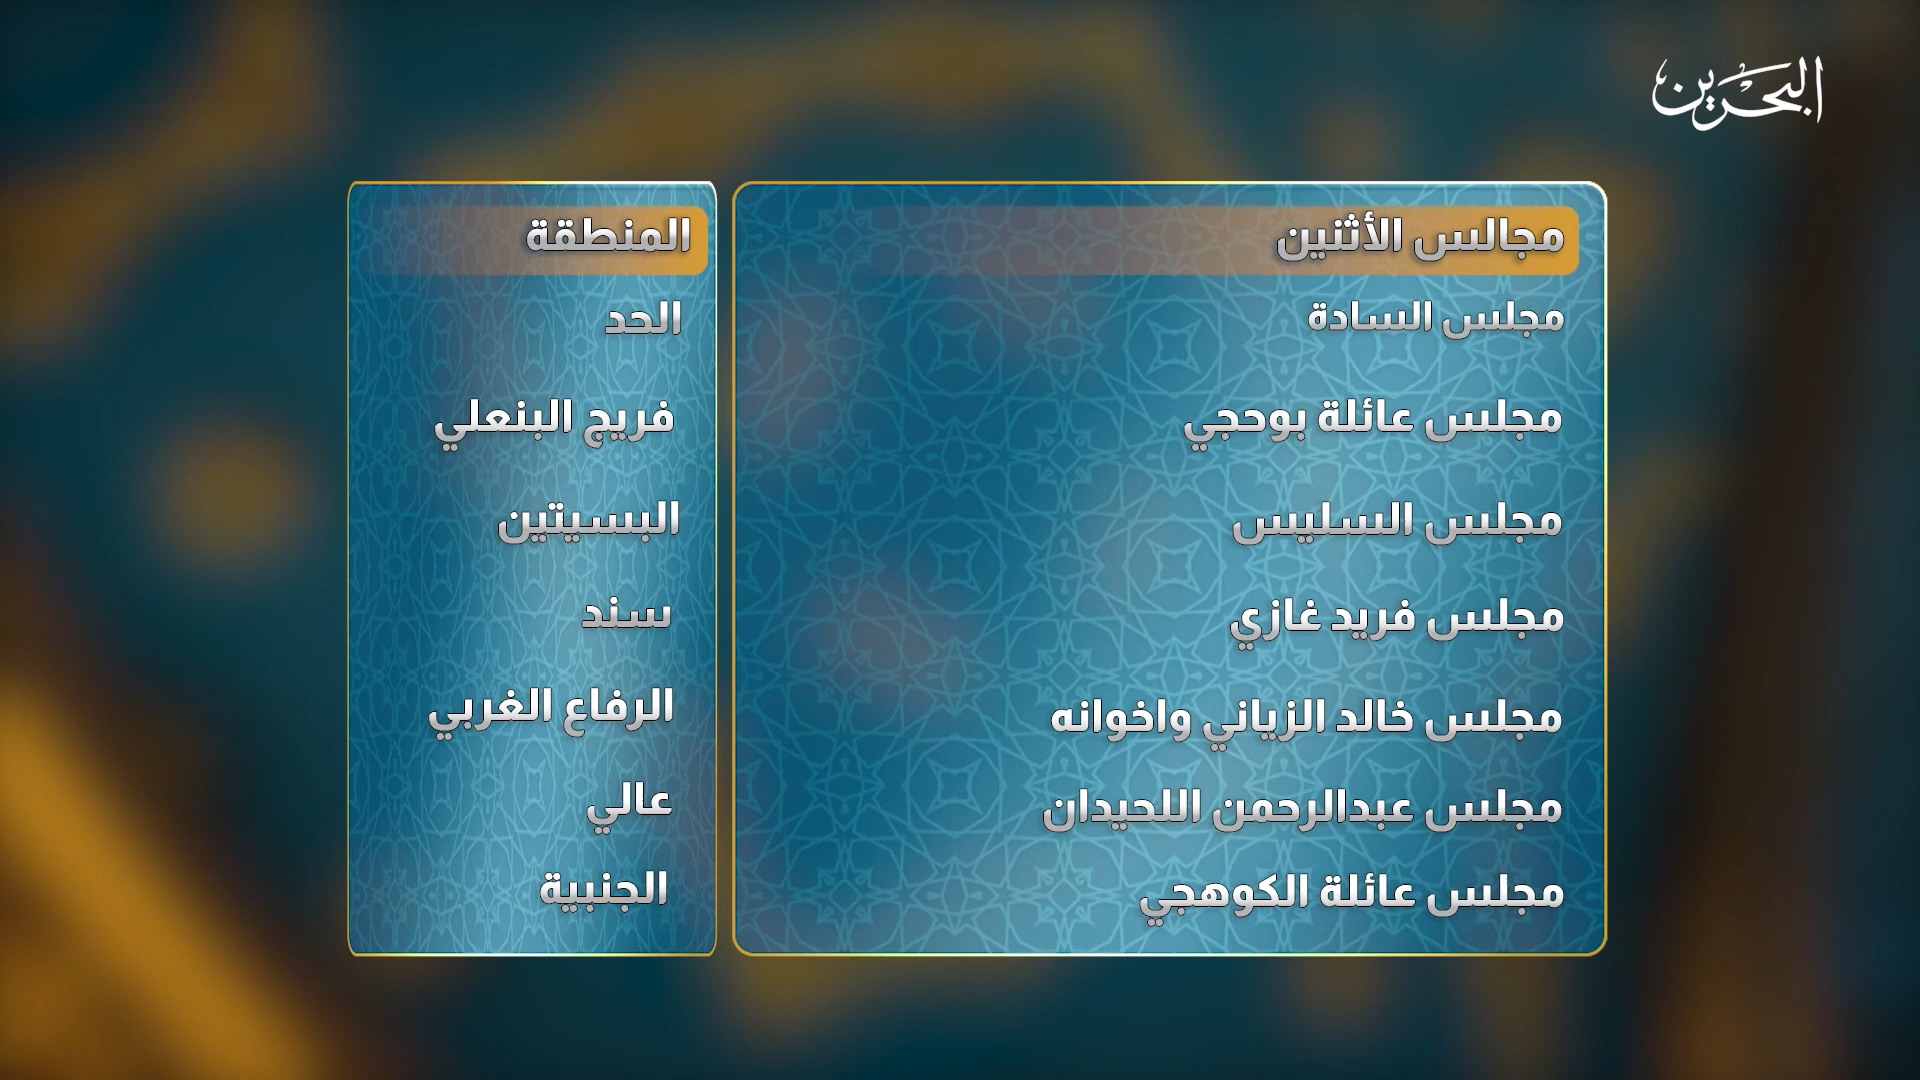 البحرين
مجالس الأثنين
المنطقة
مجلس السادة
الحد
مجلس عائلة بوحجي
فريج البنعلي
مجلس السليس
البسيتين
مجلس فريد غازي
سند
مجلس خالد الزياني واخوانه
الرفاع الغربي
مجلس عبدالرحمن اللحيدان
عالي
مجلس عائلة الكوهجي
الجنبية